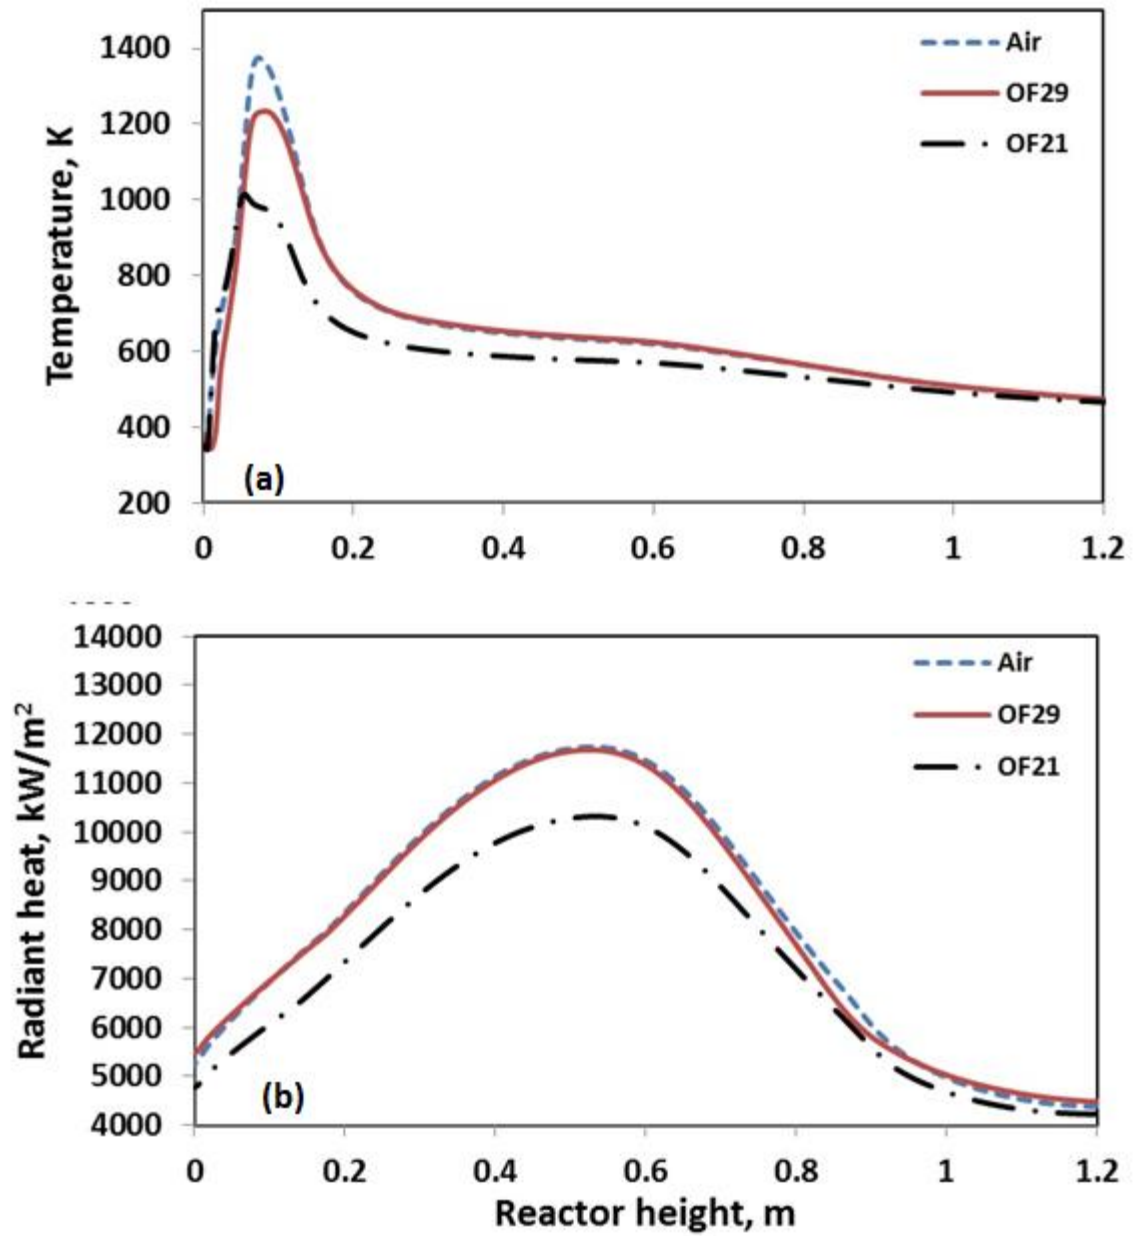 1400
1200
1000
800
600
400
200
Temperature, K
Air
OF29
OF21
(a)
0 0.2 0.4 0.6 0.8 1 1.2
14000
13000
12000
11000
10000
9000
8000
7000
6000
5000
4000
Radiant heat, kW/m²
Air
OF29
OF21
(b)
0 0.2 0.4 0.6 0.8 1 1.2
Reactor height, m